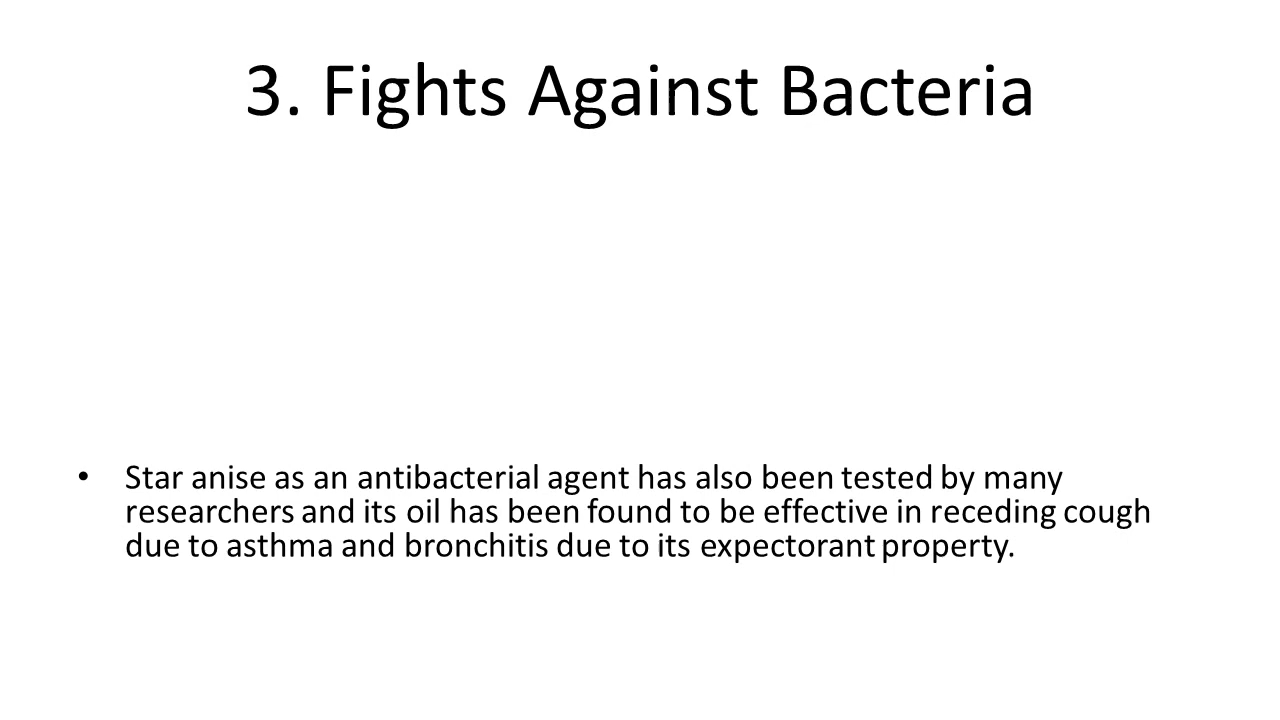 3. Fights Against Bacteria
• Star anise as an antibacterial agent has also been tested by many
researchers and its oil has been found to be effective in receding cough
due to asthma and bronchitis due to its expectorant property.